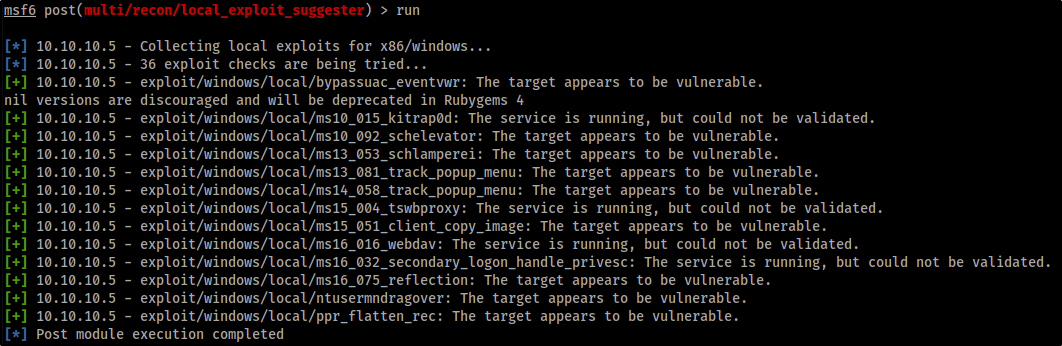 msf6 post(multi/recon/local_exploit_suggester) > run
[*] 10.10.10.5 - Collecting local exploits for x86/windows...
[*] 10.10.10.5 - 36 exploit checks are being tried...
[+] 10.10.10.5 - exploit/windows/local/bypassuac_eventvwr: The target appears to be vulnerable.
nil versions are discouraged and will be deprecated in Rubygems 4
[+] 10.10.10.5 - exploit/windows/local/ms10_015_kitrap0d: The service is running, but could not be validated.
[+] 10.10.10.5 - exploit/windows/local/ms10_092_schelevator: The target appears to be vulnerable.
[+] 10.10.10.5 - exploit/windows/local/ms13_053_schlamperei: The target appears to be vulnerable.
[+] 10.10.10.5 - exploit/windows/local/ms13_081_track_popup_menu: The target appears to be vulnerable.
[+] 10.10.10.5 - exploit/windows/local/ms14_058_track_popup_menu: The target appears to be vulnerable.
[+] 10.10.10.5 - exploit/windows/local/ms15_004_tswbproxy: The service is running, but could not be validated.
[+] 10.10.10.5 - exploit/windows/local/ms15_051_client_copy_image: The target appears to be vulnerable.
[+] 10.10.10.5 - exploit/windows/local/ms16_016_webdav: The service is running, but could not be validated.
[+] 10.10.10.5 - exploit/windows/local/ms16_032_secondary_logon_handle_privesc: The service is running, but could not be validated.
[+] 10.10.10.5 - exploit/windows/local/ms16_075_reflection: The target appears to be vulnerable.
[+] 10.10.10.5 - exploit/windows/local/ntusermndragover: The target appears to be vulnerable.
[+] 10.10.10.5 - exploit/windows/local/ppr_flatten_rec: The target appears to be vulnerable.
[*] Post module execution completed